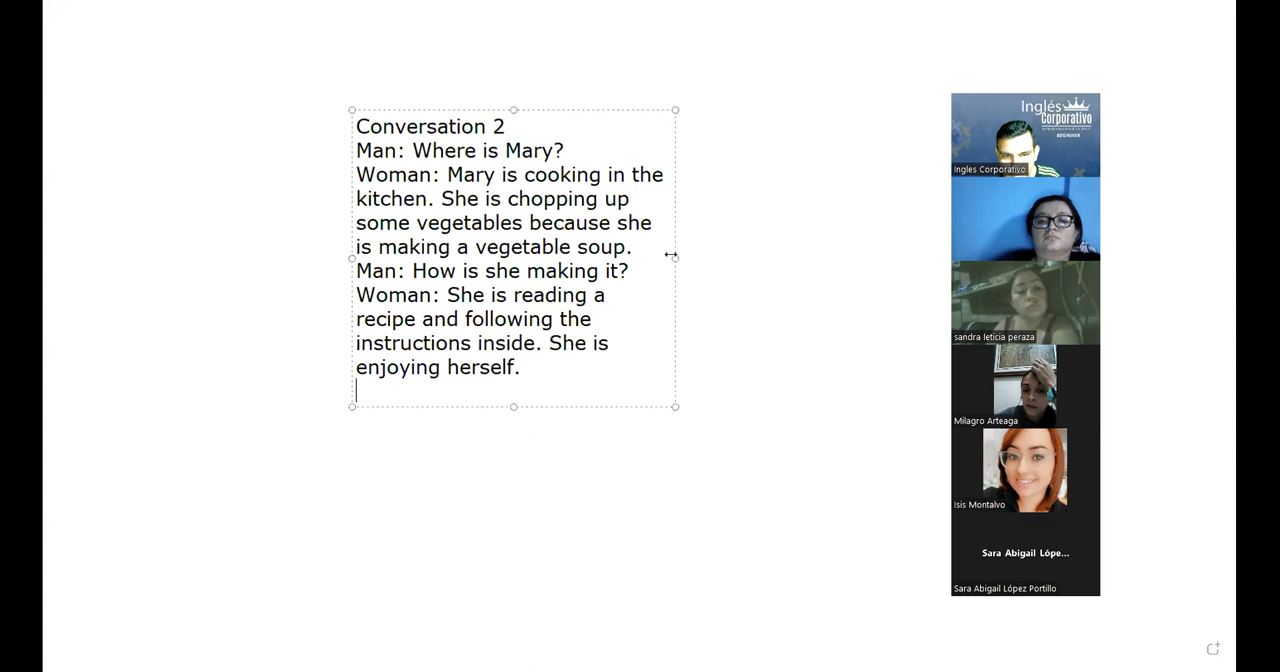 Conversation 2
Man: Where is Mary?
Woman: Mary is cooking in the
kitchen. She is chopping up
some vegetables because she
is making a vegetable soup.
Man: How is she making it?
Woman: She is reading a
recipe and following the
instructions inside. She is
enjoying herself.
Inglés
Corporativo
BEGINNER
Ingles Corporativo
sandra leticia peraza
Milagro Arteaga
Isis Montalvo
Sara Abigail Lópe...
Sara Abigail López Portillo